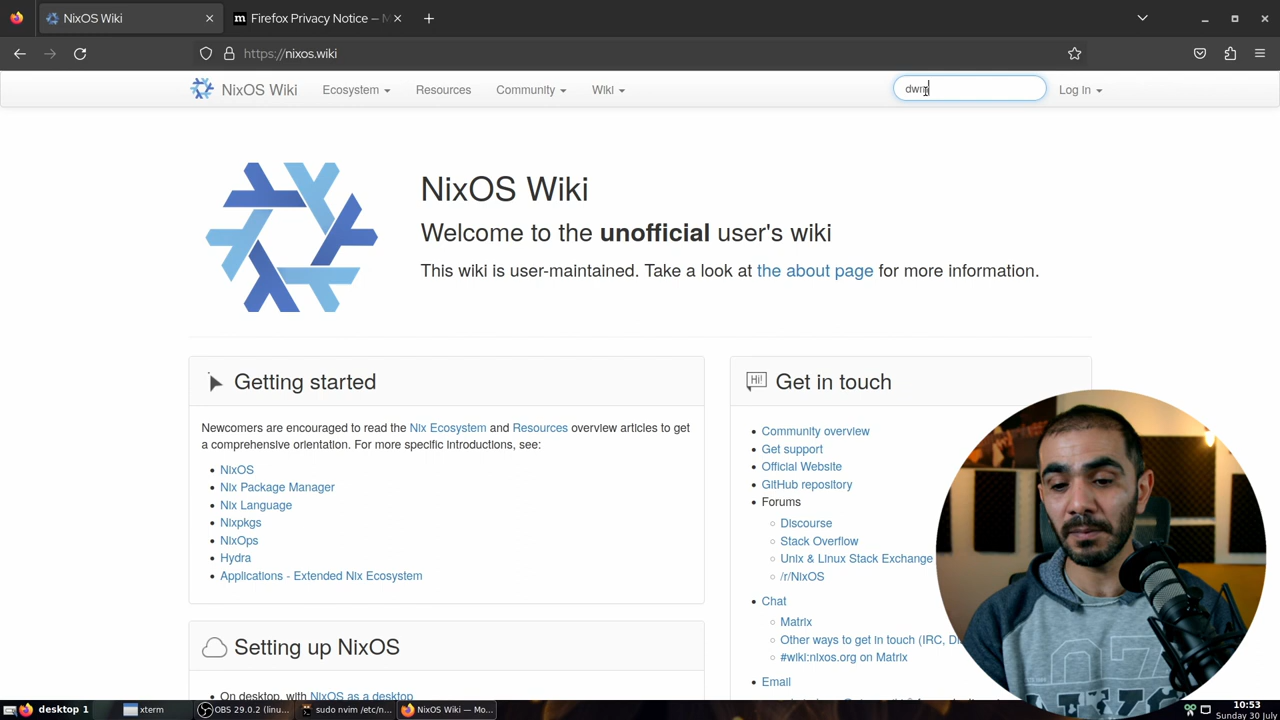 NixOS Wiki
Firefox Privacy Notice — M
https://nixos.wiki
NixOS Wiki
Ecosystem
Resources
Community
Wiki
dwm
Log in
NixOS Wiki
Welcome to the unofficial user's wiki
This wiki is user-maintained. Take a look at the about page for more information.
Getting started
Newcomers are encouraged to read the Nix Ecosystem and Resources overview articles to get
a comprehensive orientation. For more specific introductions, see:
NixOS
Nix Package Manager
Nix Language
Nixpkgs
NixOps
Hydra
Applications - Extended Nix Ecosystem
Setting up NixOS
On desktop, with NixOS as a desktop
Hi!
Get in touch
Community overview
Get support
Official Website
GitHub repository
Forums
Discourse
Stack Overflow
Unix & Linux Stack Exchange
/r/NixOS
Chat
Matrix
Other ways to get in touch (IRC, Di
#wiki:nixos.org on Matrix
Email
desktop 1
xterm
OBS 29.0.2 (linu...
sudo nvim /etc/n...
NixOS Wiki — Mo...
10:53
Sunday 30 July